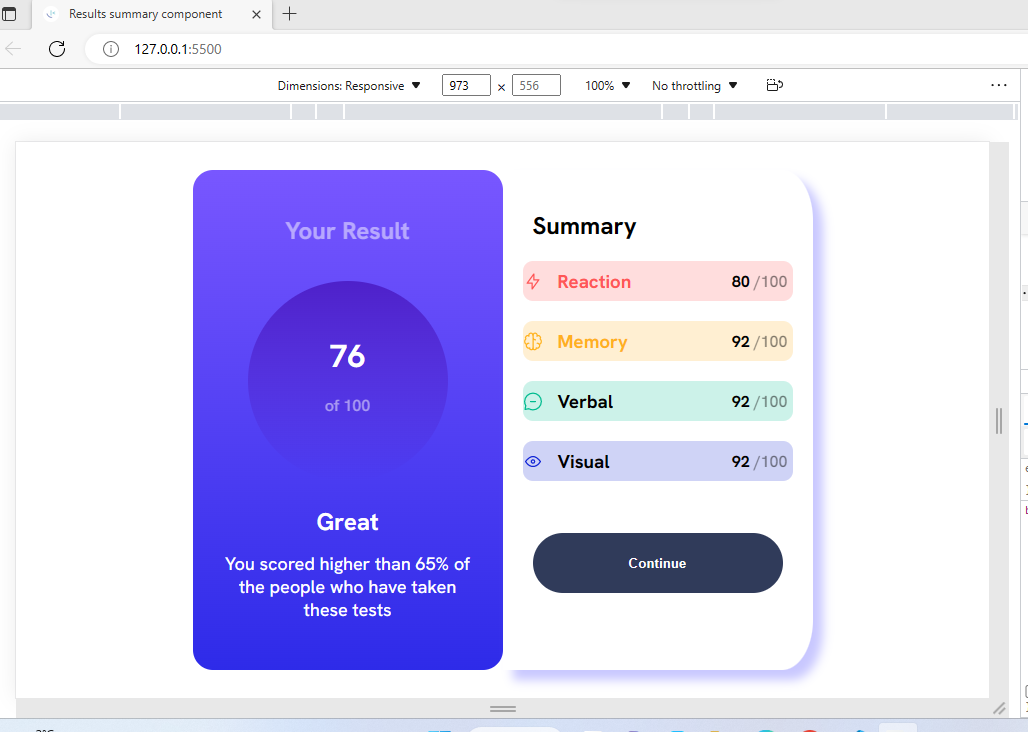 Results summary component
127.0.0.1:5500
Dimensions: Responsive 973 x 556 100% No throttling
Your Result
76
of 100
Great
You scored higher than 65% of
the people who have taken
these tests
Summary
Reaction 80 /100
Memory 92 /100
Verbal 92 /100
Visual 92 /100
Continue